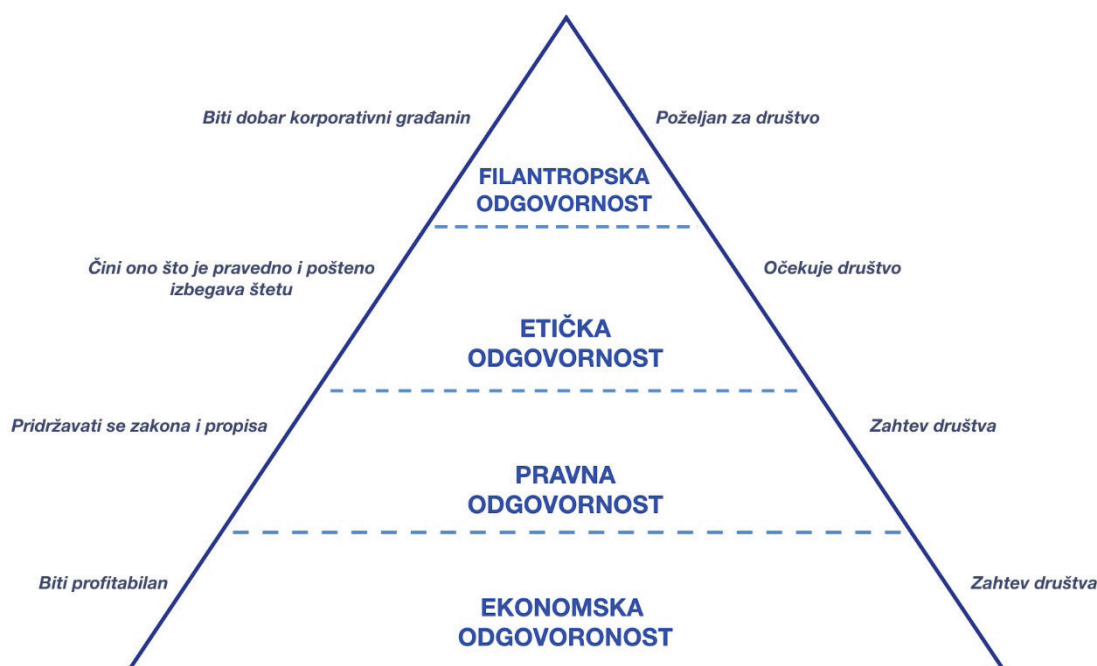 Biti dobar korporativni građanin
Poželjan za društvo
FILANTROPSKA
ODGOVORNOST
Čini ono što je pravedno i pošteno
izbegava štetu
Očekuje društvo
ETIČKA
ODGOVORNOST
Pridržavati se zakona i propisa
Zahtev društva
PRAVNA
ODGOVORNOST
Biti profitabilan
Zahtev društva
EKONOMSKA
ODGOVORONOST